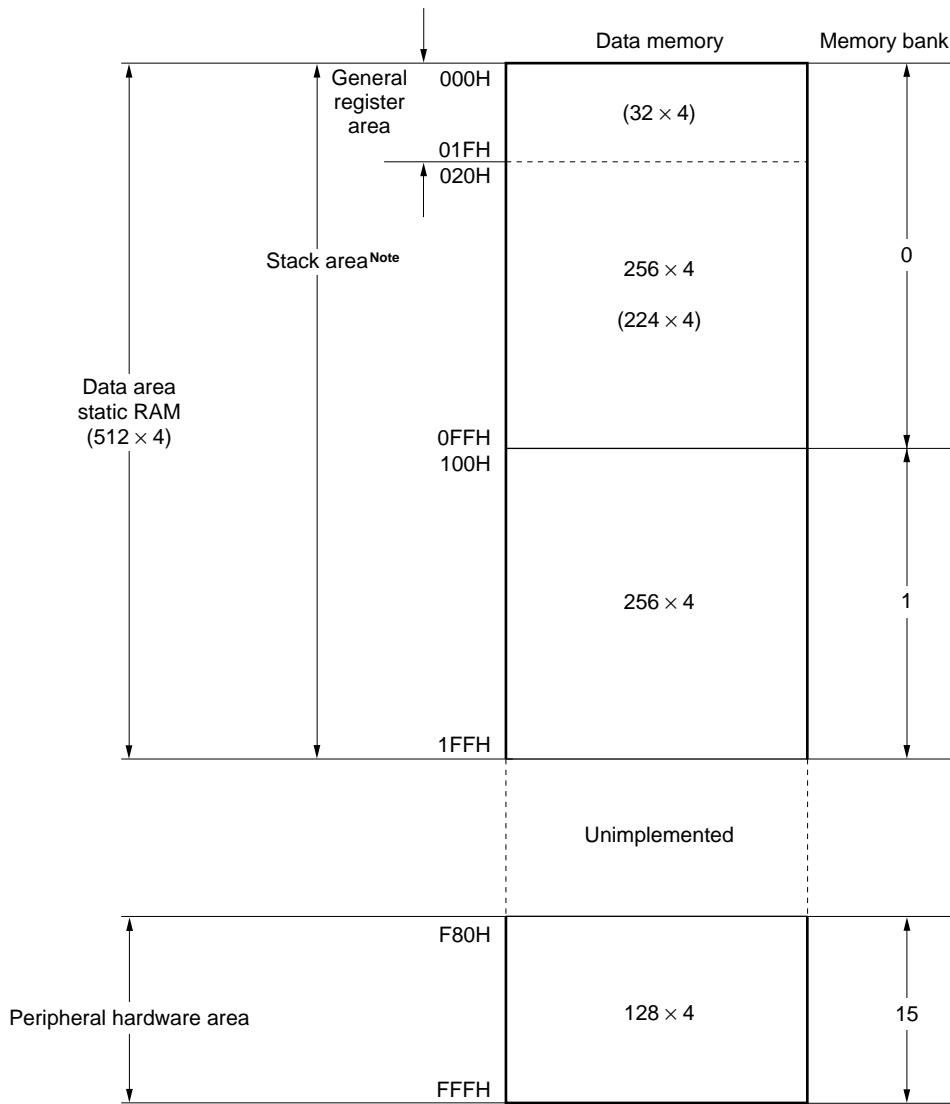 Data memory
Memory bank
General
register
area
000H
(32 × 4)
01FH
020H
Stack areaNote
256 × 4
(224 × 4)
0
Data area
static RAM
(512 × 4)
0FFH
100H
256 × 4
1
1FFH
Unimplemented
F80H
Peripheral hardware area
128 × 4
15
FFFH